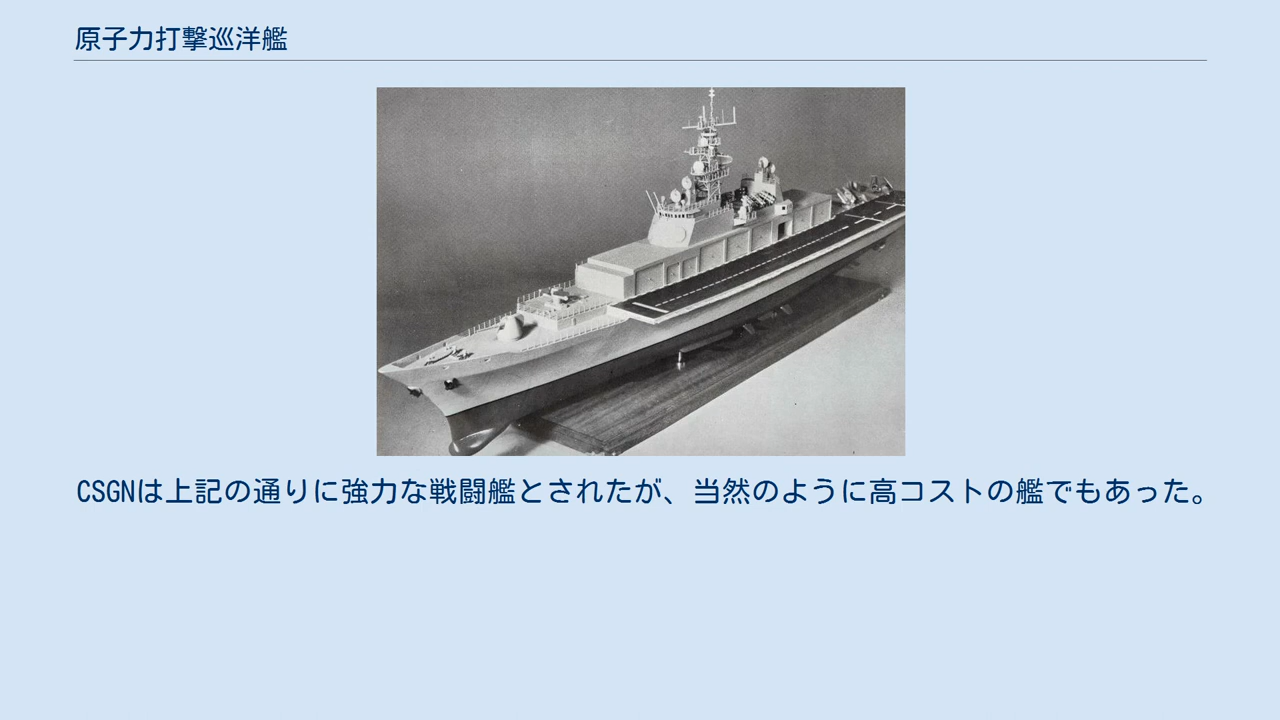 原子力打撃巡洋艦
CSGNは上記の通りに強力な戦闘艦とされたが、当然のように高コストの艦でもあった。